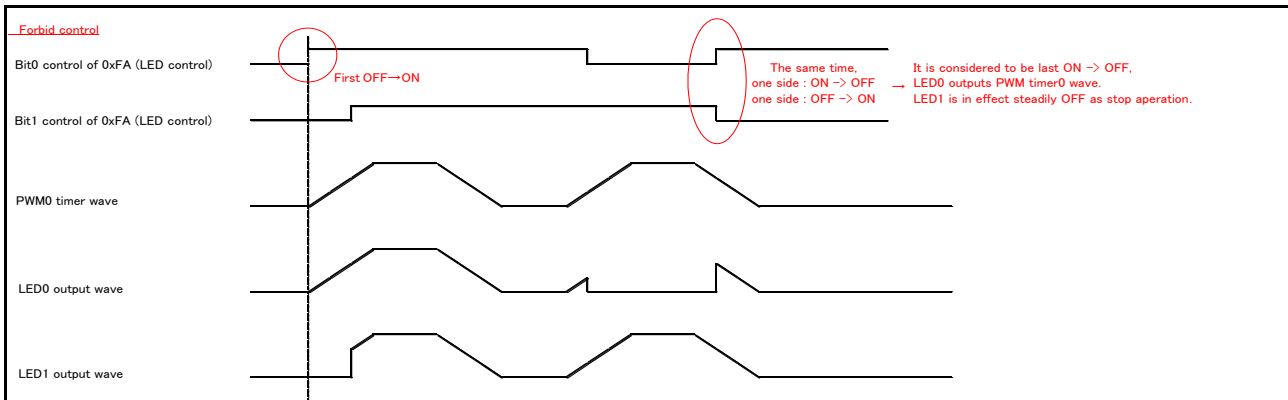 Forbid control
Bit0 control of 0xFA (LED control)
First OFF→ON
The same time,
one side : ON -> OFF
one side : OFF -> ON
→
It is considered to be last ON -> OFF,
LED0 outputs PWM timer0 wave.
LED1 is in effect steadily OFF as stop aperation.
Bit1 control of 0xFA (LED control)
PWM0 timer wave
LED0 output wave
LED1 output wave